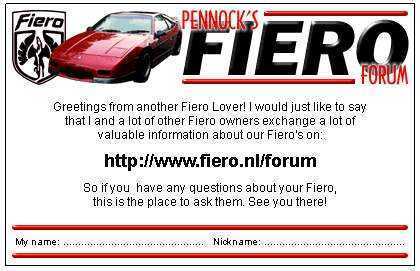 Fiero
PENNOCK'S
FIERO
FORUM
Greetings from another Fiero Lover! I would just like to say
that I and a lot of other Fiero owners exchange a lot of
valuable information about our Fiero's on:
http://www.fiero.nl/forum
So if you have any questions about your Fiero,
this is the place to ask them. See you there!
My name: ................................................ Nickname: ................................................